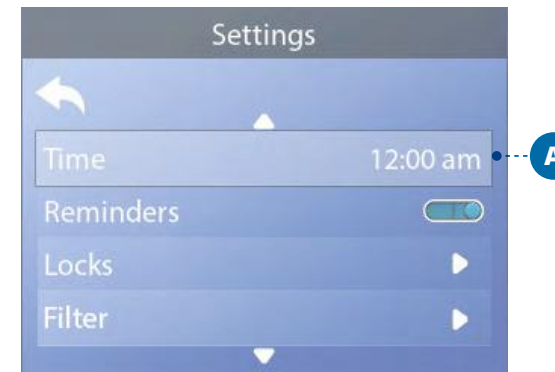 Settings
Time 12:00 am
A
Reminders
Locks
Filter